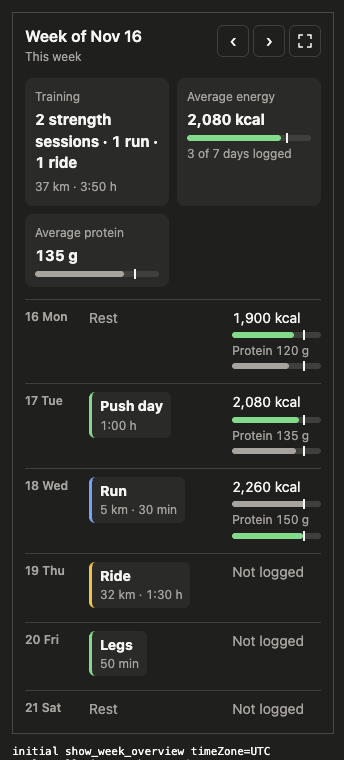 Week of Nov 16
This week
Training
2 strength
sessions · 1 run ·
1 ride
37 km · 3:50 h
Average energy
2,080 kcal
3 of 7 days logged
Average protein
135 g
16 Mon
Rest
1,900 kcal
Protein 120 g
17 Tue
Push day
1:00 h
2,080 kcal
Protein 135 g
18 Wed
Run
5 km · 30 min
2,260 kcal
Protein 150 g
19 Thu
Ride
32 km · 1:30 h
Not logged
20 Fri
Legs
50 min
Not logged
21 Sat
Rest
Not logged
initial show_week_overview timeZone=UTC